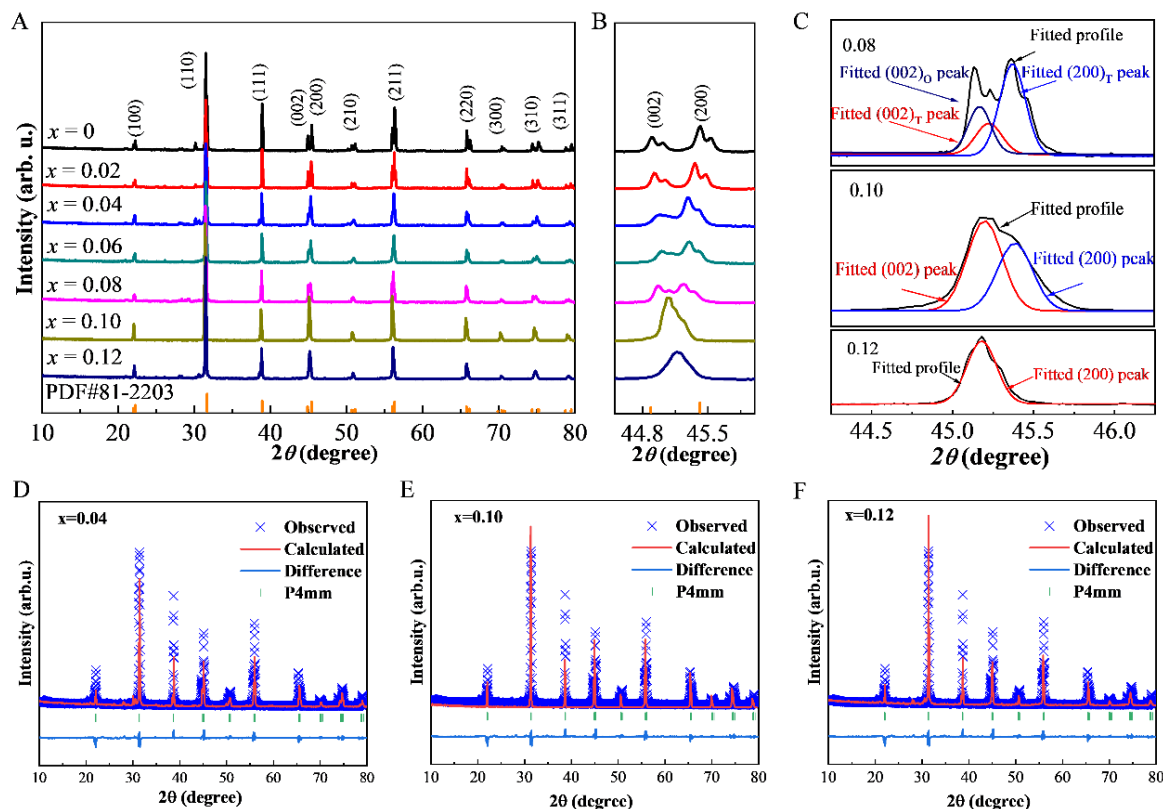 A
Intensity (arb. u.)
(100)
(110)
(111)
(002)
(200)
(210)
(211)
(220)
(300)
(310)
(311)
x = 0
x = 0.02
x = 0.04
x = 0.06
x = 0.08
x = 0.10
x = 0.12
PDF#81-2203
10 20 30 40 50 60 70 80
2θ (degree)
B
(002)
(200)
44.8 45.5
2θ (degree)
C
0.08
Fitted profile
Fitted (002)O peak
Fitted (200)T peak
Fitted (002)T peak
0.10
Fitted profile
Fitted (002) peak
Fitted (200) peak
0.12
Fitted profile
Fitted (200) peak
44.5 45.0 45.5 46.0
2θ (degree)
D
x=0.04
Observed
Calculated
Difference
P4mm
Intensity (arb.u.)
10 20 30 40 50 60 70 80
2θ (degree)
E
x=0.10
Observed
Calculated
Difference
P4mm
Intensity (arb.u.)
10 20 30 40 50 60 70 80
2θ (degree)
F
x=0.12
Observed
Calculated
Difference
P4mm
Intensity (arb.u.)
10 20 30 40 50 60 70 80
2θ (degree)